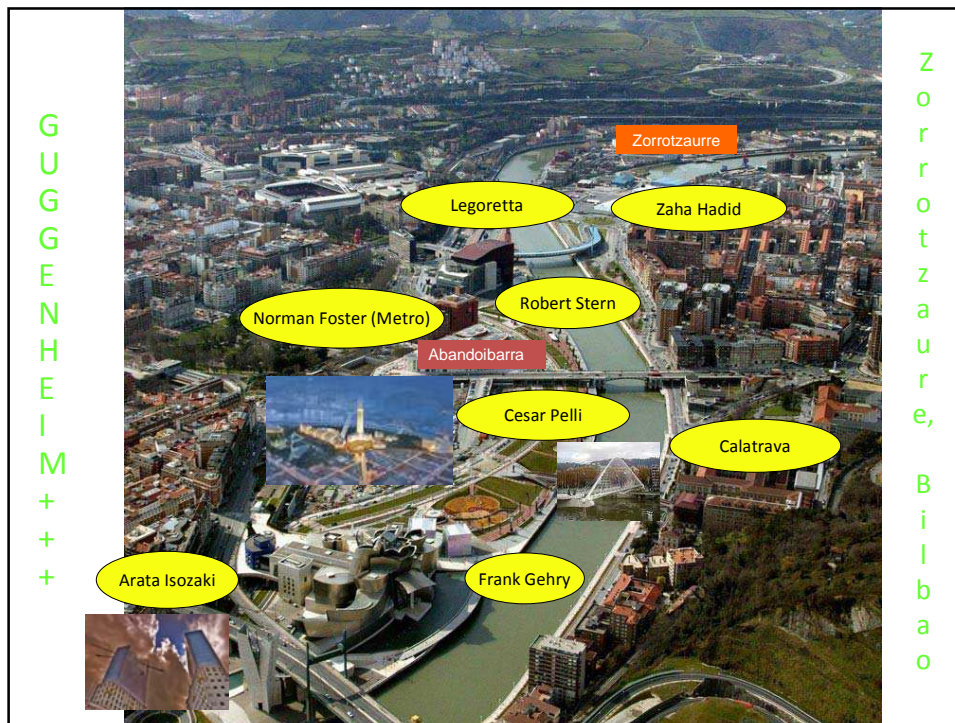 GUGGENHEIM+++
Zorrotzaurre
Legoretta
Zaha Hadid
Robert Stern
Norman Foster (Metro)
Abandoibarra
Cesar Pelli
Calatrava
Arata Isozaki
Frank Gehry
Zorrotzaure, Bilbao